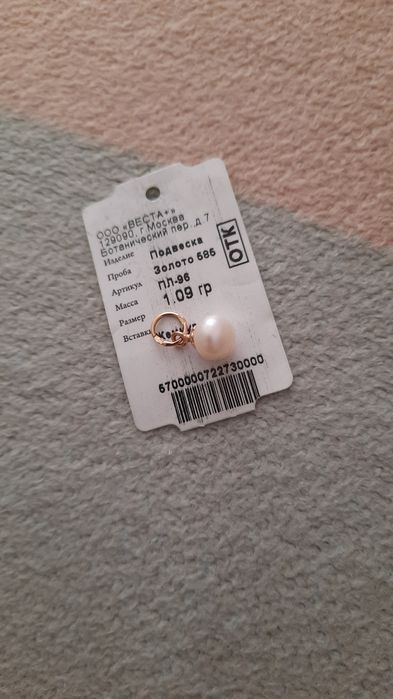 ООО «ВЕСТА+»
129090, г.Москва
Ботанический пер.,д.7
Изделие Подвеска
Проба Золото 585
Артикул ПЛ-96
Масса 1.09 гр
Размер
Вставка
ОТК
5700000722730000